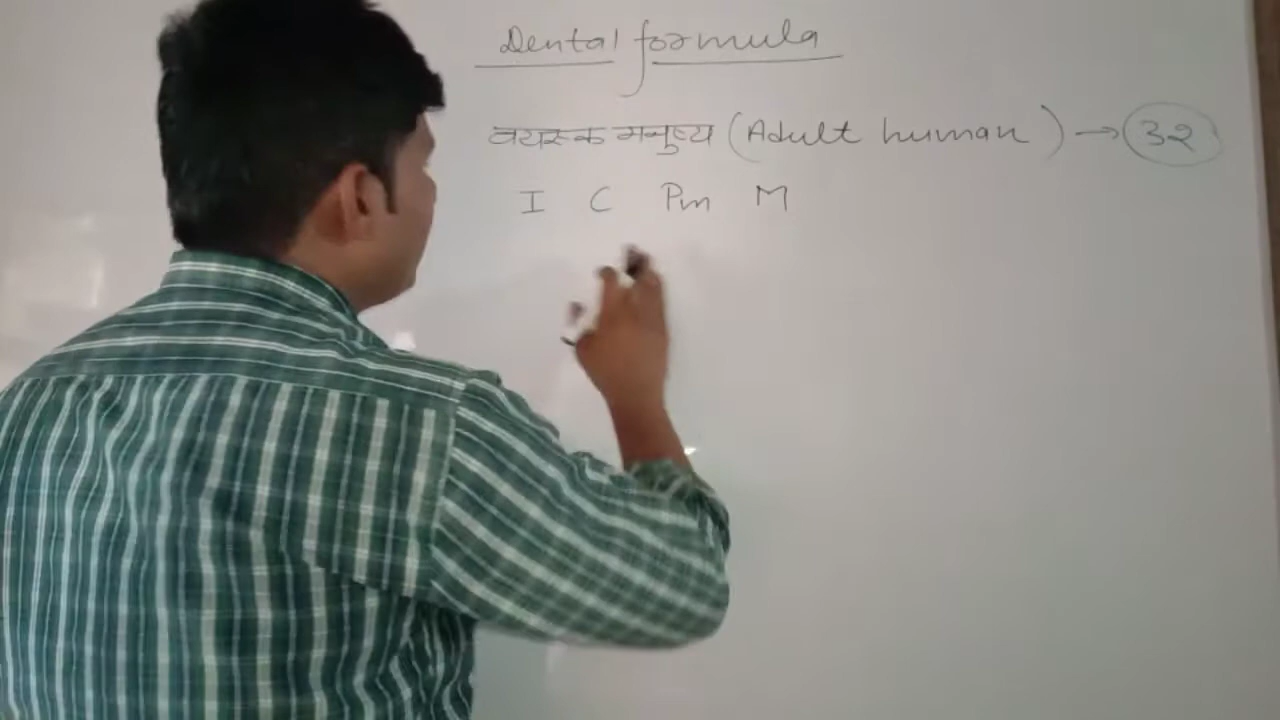 Dental formula
वयस्क मनुष्य (Adult human) → 32
I C Pm M